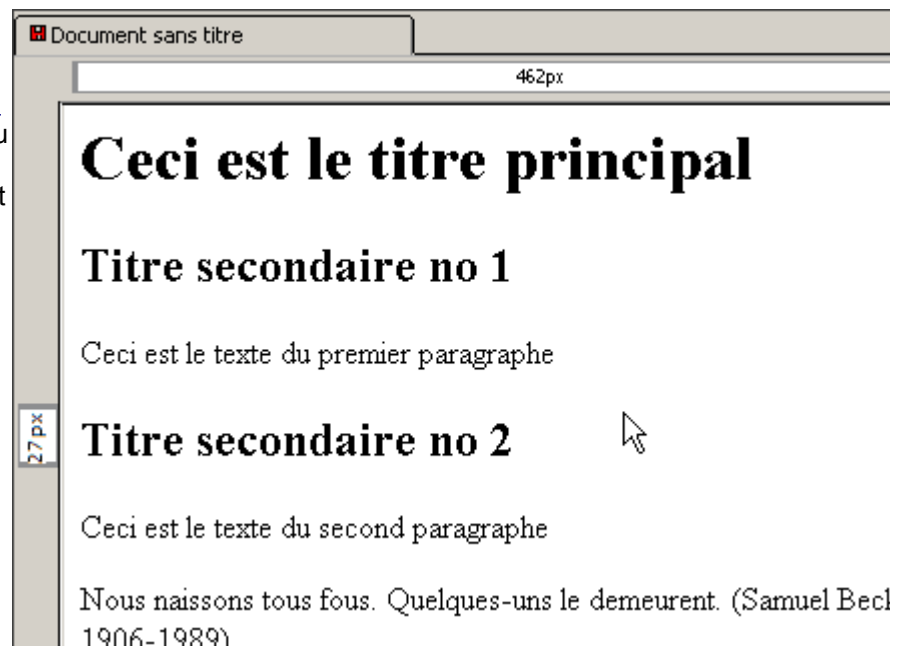 Document sans titre
462px
u
t
Ceci est le titre principal
Titre secondaire no 1
Ceci est le texte du premier paragraphe
27 px
Titre secondaire no 2
Ceci est le texte du second paragraphe
Nous naissons tous fous. Quelques-uns le demeurent. (Samuel
1906-1989)